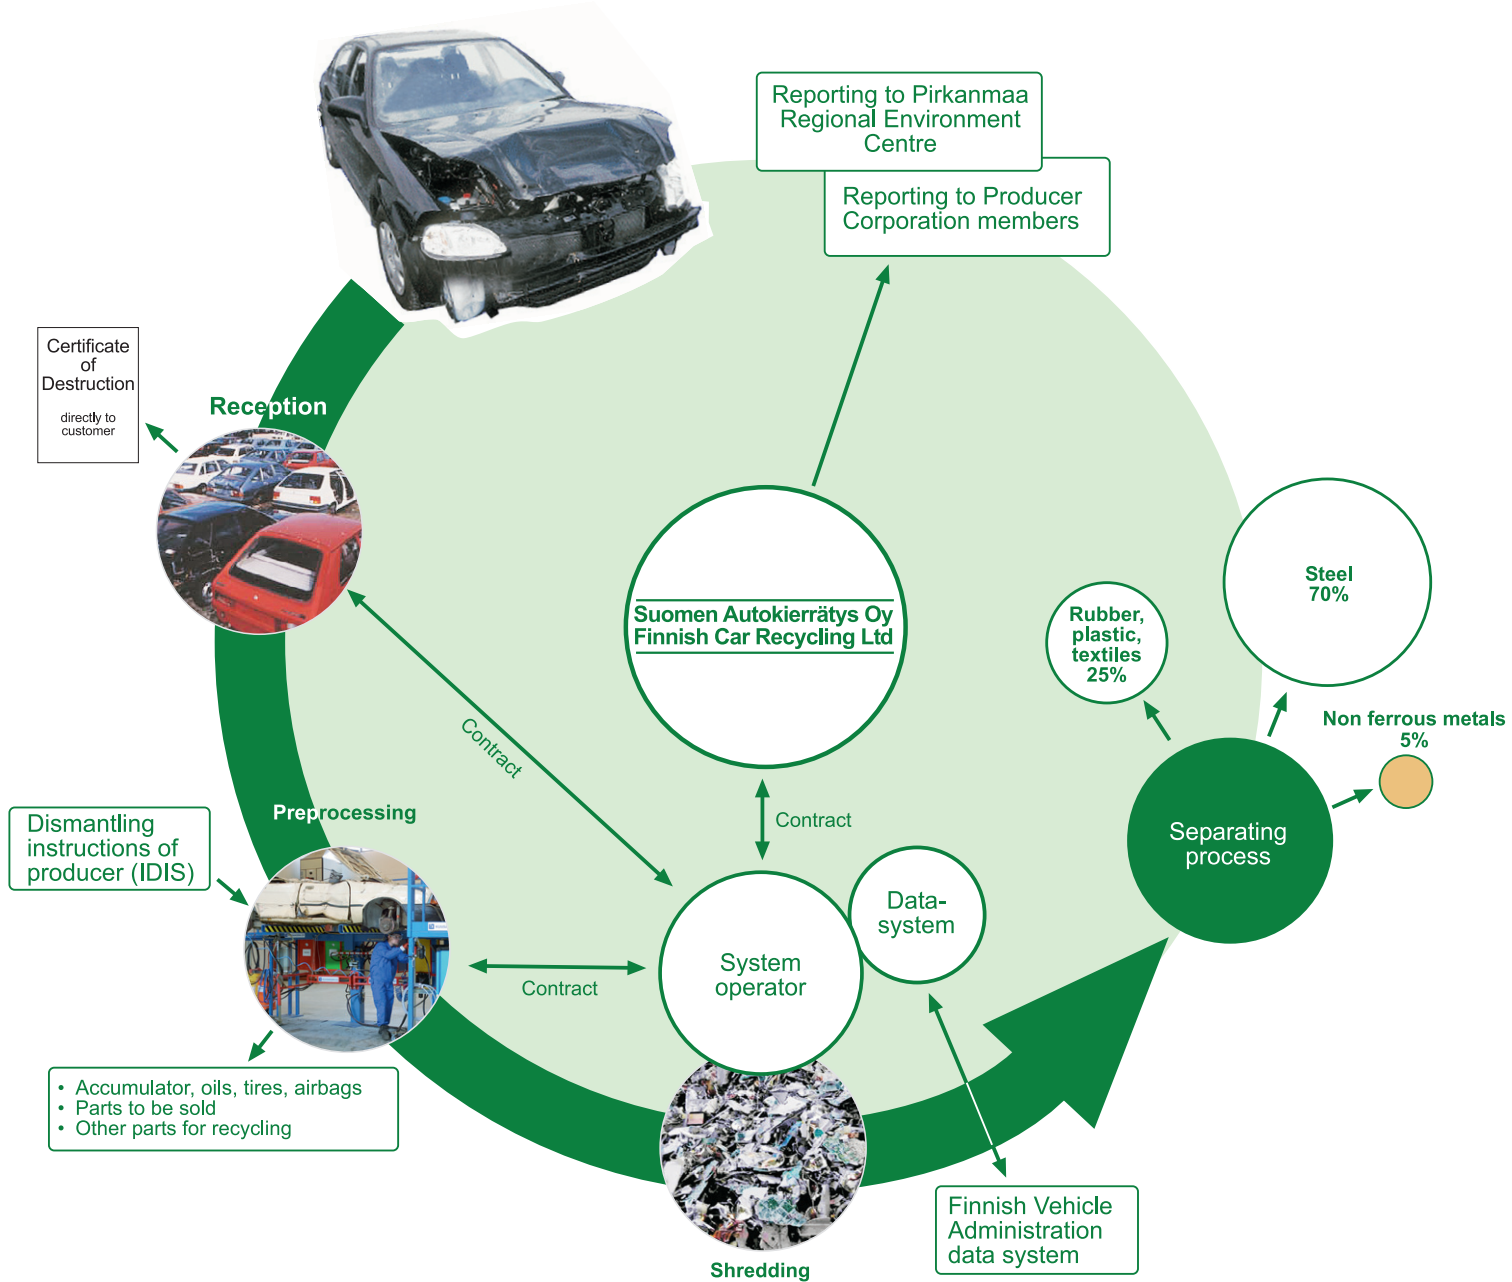 Reporting to Pirkanmaa
Regional Environment
Centre
Reporting to Producer
Corporation members
Certificate
of
Destruction
directly to
customer
Reception
Suomen Autokierrätys Oy
Finnish Car Recycling Ltd
Steel
70%
Rubber,
plastic,
textiles
25%
Non ferrous metals
5%
Contract
Contract
Preprocessing
Dismantling
instructions of
producer (IDIS)
Separating
process
Data-
system
System
operator
Contract
• Accumulator, oils, tires, airbags
• Parts to be sold
• Other parts for recycling
Finnish Vehicle
Administration
data system
Shredding